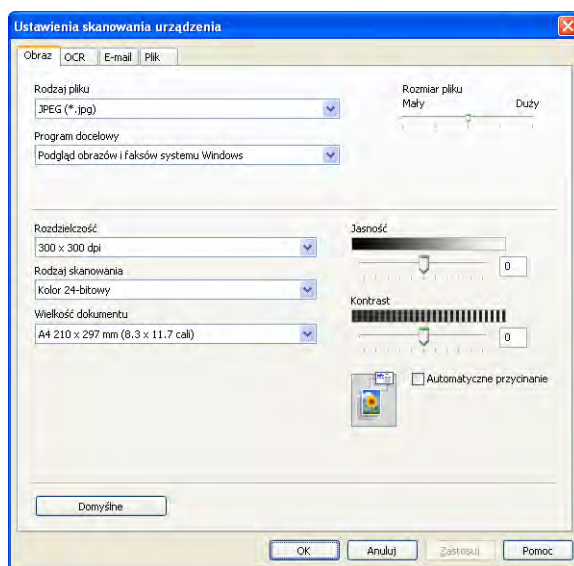 Ustawienia skanowania urządzenia
Obraz OCR E-mail Plik
Rodzaj pliku
JPEG (*.jpg)
Rozmiar pliku
Mały Duży
Program docelowy
Podgląd obrazów i faksów systemu Windows
Rozdzielczość
300 x 300 dpi
Rodzaj skanowania
Kolor 24-bitowy
Wielkość dokumentu
A4 210 x 297 mm (8.3 x 11.7 cali)
Jasność
0
Kontrast
0
Automatyczne przycinanie
Domyślne
OK Anuluj Zastosuj Pomoc